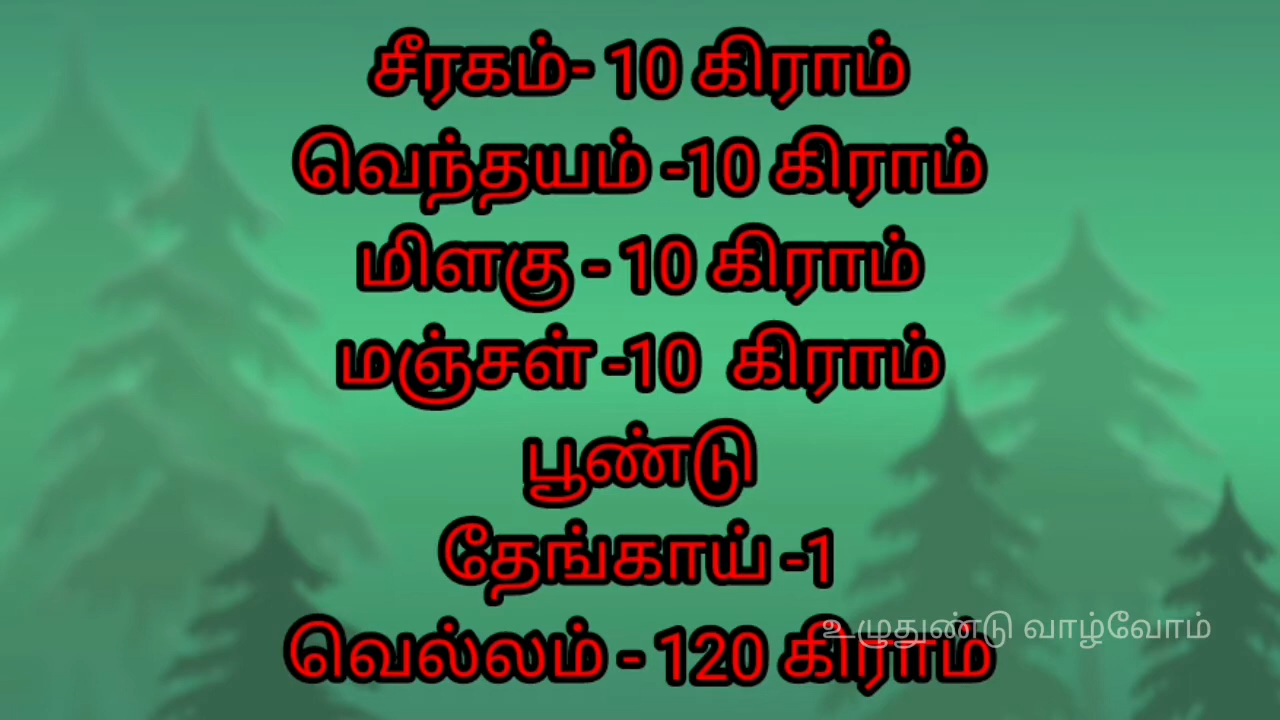 சீரகம்- 10 கிராம்
வெந்தயம் -10 கிராம்
மிளகு - 10 கிராம்
மஞ்சள் -10 கிராம்
பூண்டு
தேங்காய் -1
உழுதுண்டு வாழ்வோம்
வெல்லம் - 120 கிராம்